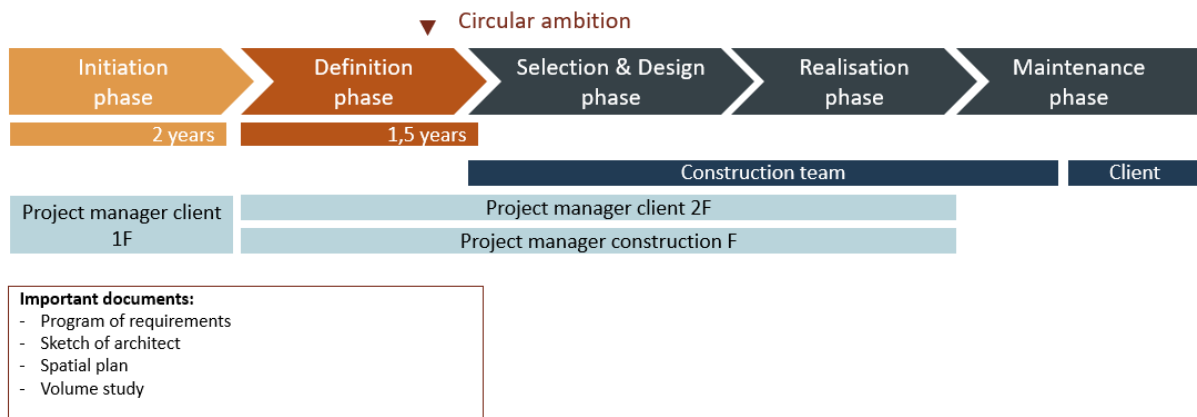 Circular ambition
Initiation
phase
Definition
phase
Selection & Design
phase
Realisation
phase
Maintenance
phase
2 years
1,5 years
Construction team
Client
Project manager client
1F
Project manager client 2F
Project manager construction F
Important documents:
- Program of requirements
- Sketch of architect
- Spatial plan
- Volume study